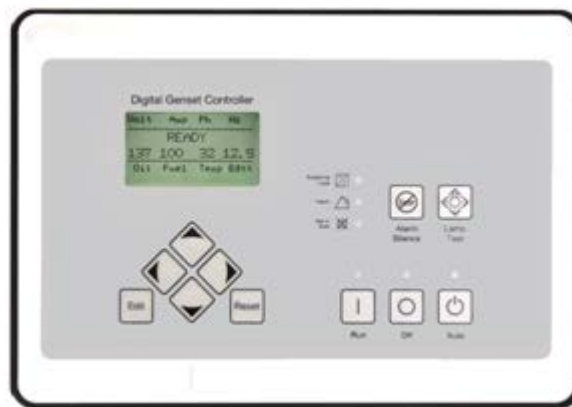 Digital Genset Controller
Volt Amp Ph Hz
READY
137 100 32 12.9
Oil Fuel Temp Batt
Alarm
Silence
Lamp
Test
Edit
Reset
Run
Off
Auto